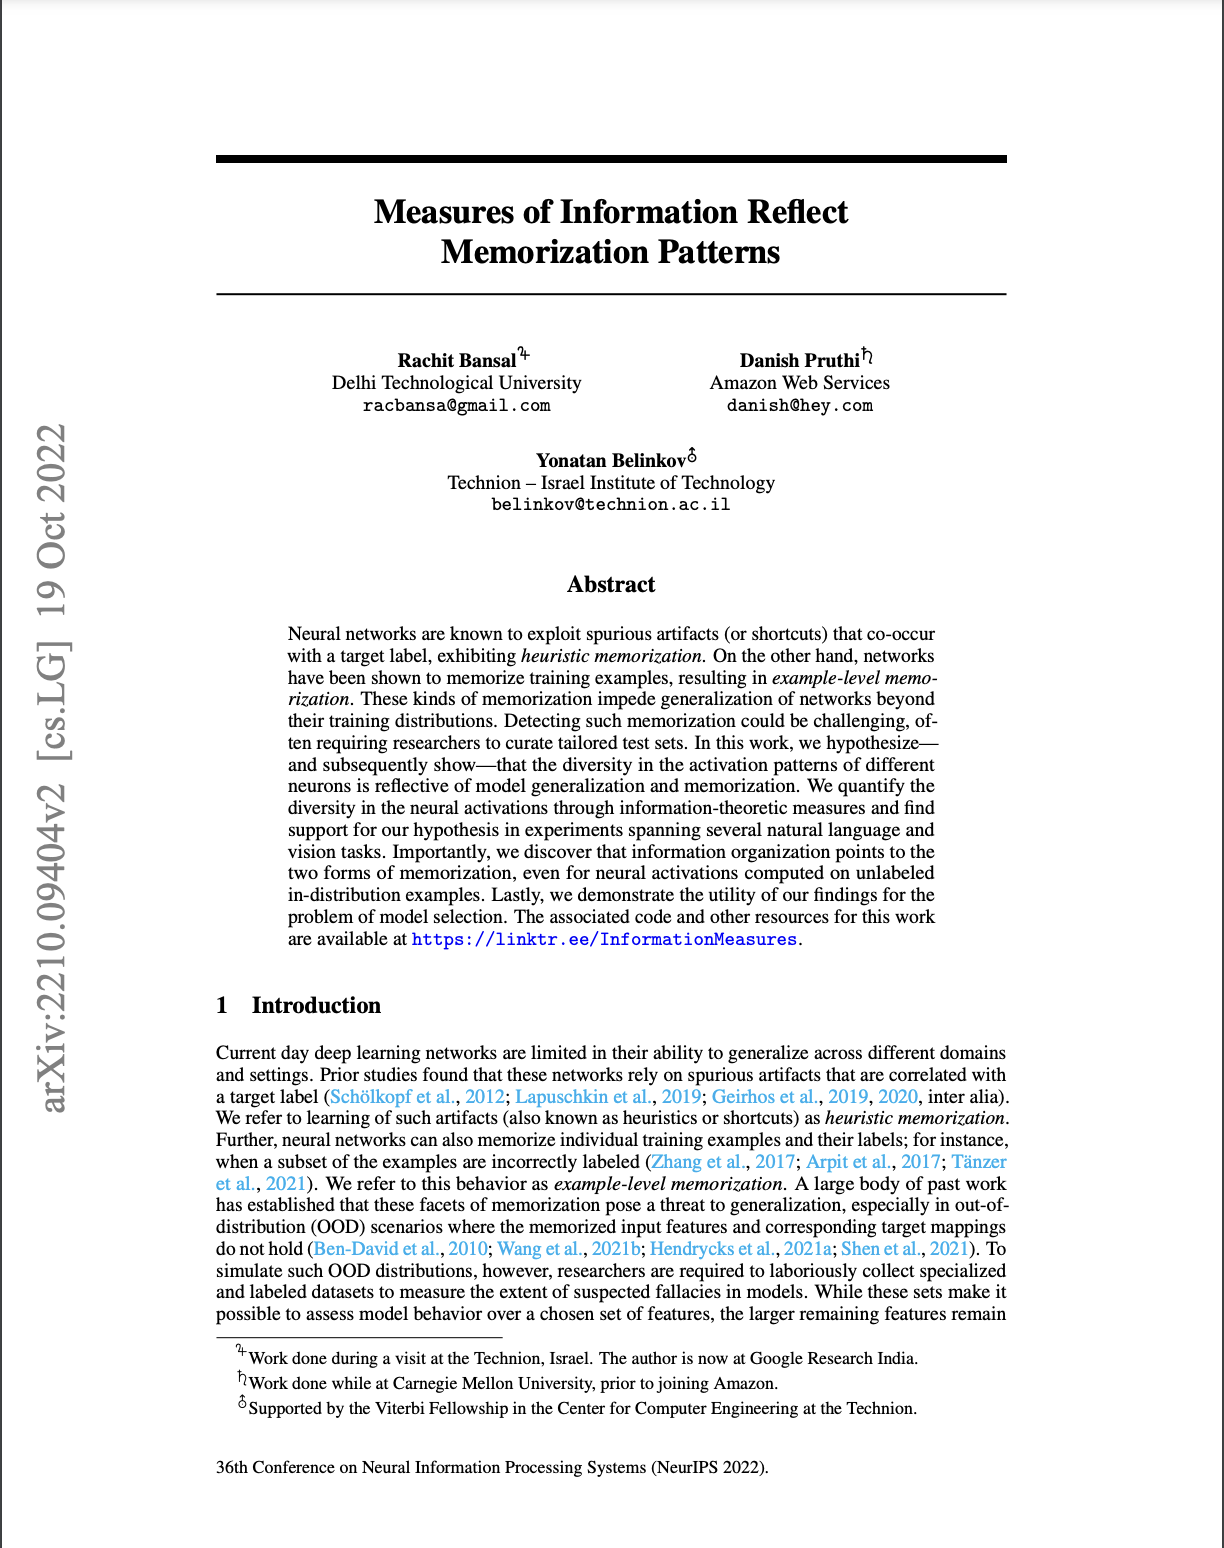 Measures of Information Reflect
Memorization Patterns
Rachit Bansal♃
Delhi Technological University
racbansa@gmail.com
Danish Pruthi♄
Amazon Web Services
danish@hey.com
Yonatan Belinkov♁
Technion – Israel Institute of Technology
belinkov@technion.ac.il
Abstract
Neural networks are known to exploit spurious artifacts (or shortcuts) that co-occur
with a target label, exhibiting heuristic memorization. On the other hand, networks
have been shown to memorize training examples, resulting in example-level memo-
rization. These kinds of memorization impede generalization of networks beyond
their training distributions. Detecting such memorization could be challenging, of-
ten requiring researchers to curate tailored test sets. In this work, we hypothesize—
and subsequently show—that the diversity in the activation patterns of different
neurons is reflective of model generalization and memorization. We quantify the
diversity in the neural activations through information-theoretic measures and find
support for our hypothesis in experiments spanning several natural language and
vision tasks. Importantly, we discover that information organization points to the
two forms of memorization, even for neural activations computed on unlabeled
in-distribution examples. Lastly, we demonstrate the utility of our findings for the
problem of model selection. The associated code and other resources for this work
are available at https://linktr.ee/InformationMeasures.
1 Introduction
Current day deep learning networks are limited in their ability to generalize across different domains
and settings. Prior studies found that these networks rely on spurious artifacts that are correlated with
a target label (Schölkopf et al., 2012; Lapuschkin et al., 2019; Geirhos et al., 2019, 2020, inter alia).
We refer to learning of such artifacts (also known as heuristics or shortcuts) as heuristic memorization.
Further, neural networks can also memorize individual training examples and their labels; for instance,
when a subset of the examples are incorrectly labeled (Zhang et al., 2017; Arpit et al., 2017; Tänzer
et al., 2021). We refer to this behavior as example-level memorization. A large body of past work
has established that these facets of memorization pose a threat to generalization, especially in out-of-
distribution (OOD) scenarios where the memorized input features and corresponding target mappings
do not hold (Ben-David et al., 2010; Wang et al., 2021b; Hendrycks et al., 2021a; Shen et al., 2021). To
simulate such OOD distributions, however, researchers are required to laboriously collect specialized
and labeled datasets to measure the extent of suspected fallacies in models. While these sets make it
possible to assess model behavior over a chosen set of features, the larger remaining features remain
♃Work done during a visit at the Technion, Israel. The author is now at Google Research India.
♄Work done while at Carnegie Mellon University, prior to joining Amazon.
♁Supported by the Viterbi Fellowship in the Center for Computer Engineering at the Technion.
36th Conference on Neural Information Processing Systems (NeurIPS 2022).
arXiv:2210.09404v2 [cs.LG] 19 Oct 2022